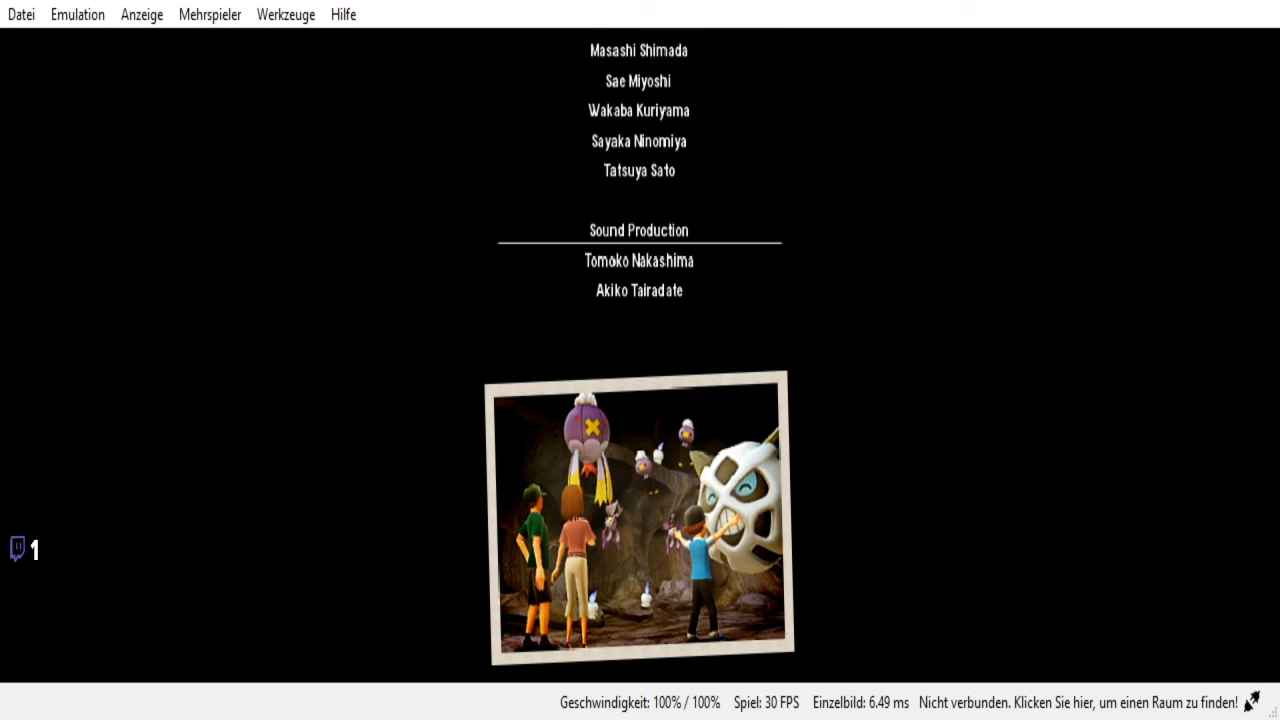 Datei Emulation Anzeige Mehrspieler Werkzeuge Hilfe
Masashi Shimada
Sae Miyoshi
Wakaba Kuriyama
Sayaka Ninomiya
Tatsuya Sato
Sound Production
Tomoko Nakashima
Akiko Tairadate
1
Geschwindigkeit: 100% / 100% Spiel: 30 FPS Einzelbild: 6.49 ms Nicht verbunden. Klicken Sie hier, um einen Raum zu finden!